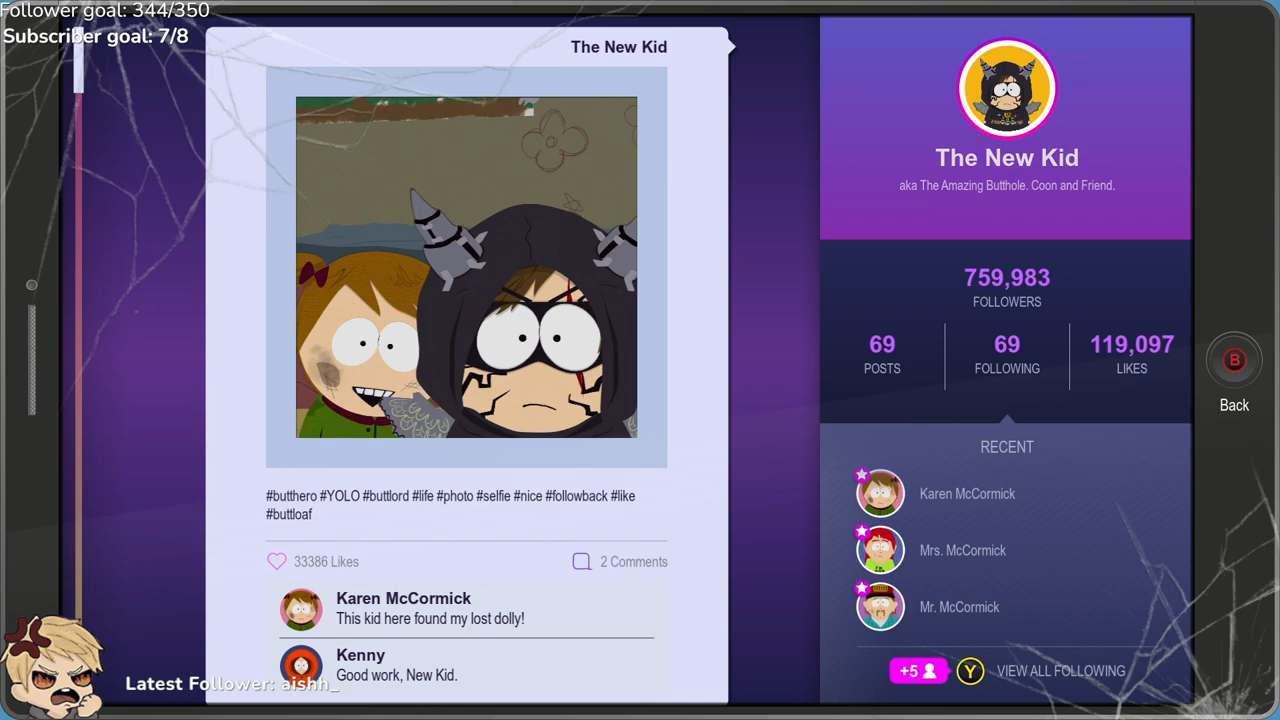 Follower goal: 344/350
Subscriber goal: 7/8
The New Kid
#butthero #YOLO #buttlord #life #photo #selfie #nice #followback #like
#buttloaf
33386 Likes
2 Comments
Karen McCormick
This kid here found my lost dolly!
Kenny
Good work, New Kid.
Latest Follower: aishh_
The New Kid
aka The Amazing Butthole. Coon and Friend.
759,983
FOLLOWERS
69
POSTS
69
FOLLOWING
119,097
LIKES
RECENT
Karen McCormick
Mrs. McCormick
Mr. McCormick
+5
Y
VIEW ALL FOLLOWING
B
Back